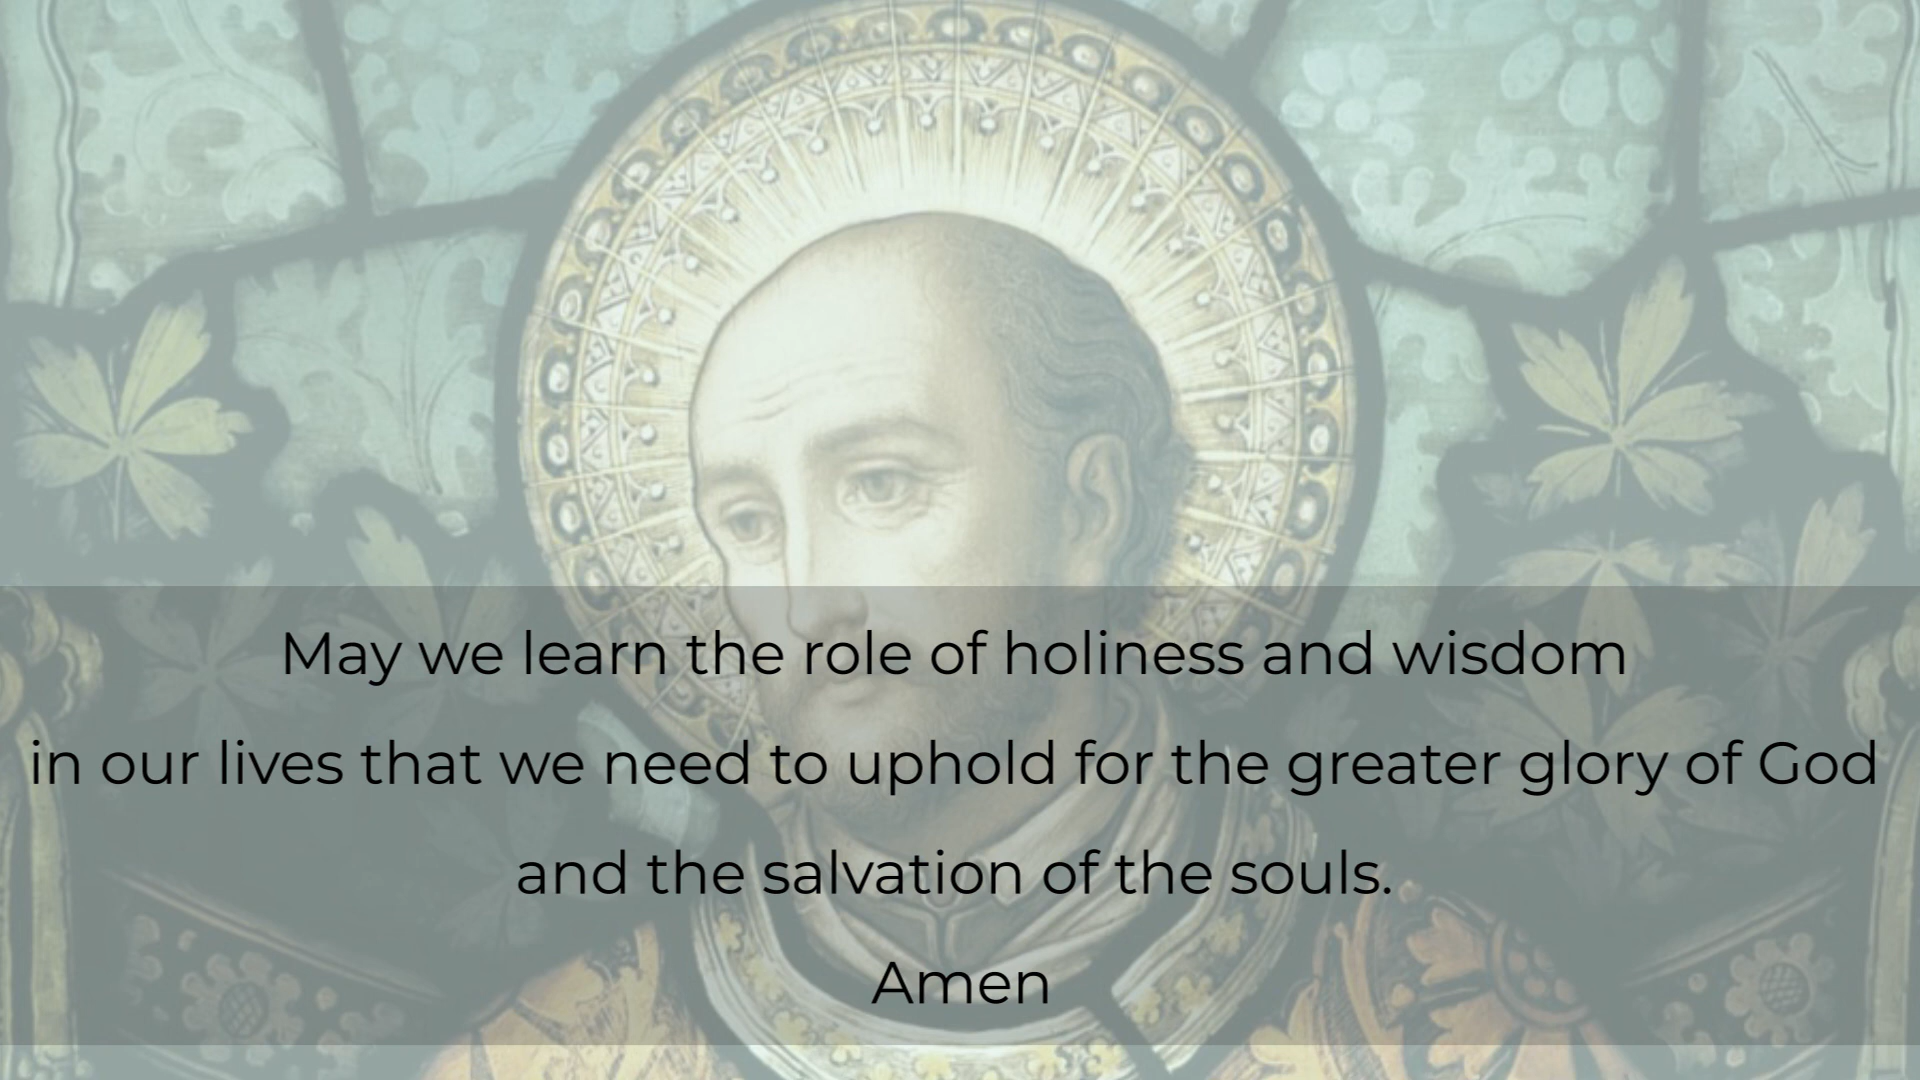 May we learn the role of holiness and wisdom
in our lives that we need to uphold for the greater glory of God
and the salvation of the souls.
Amen